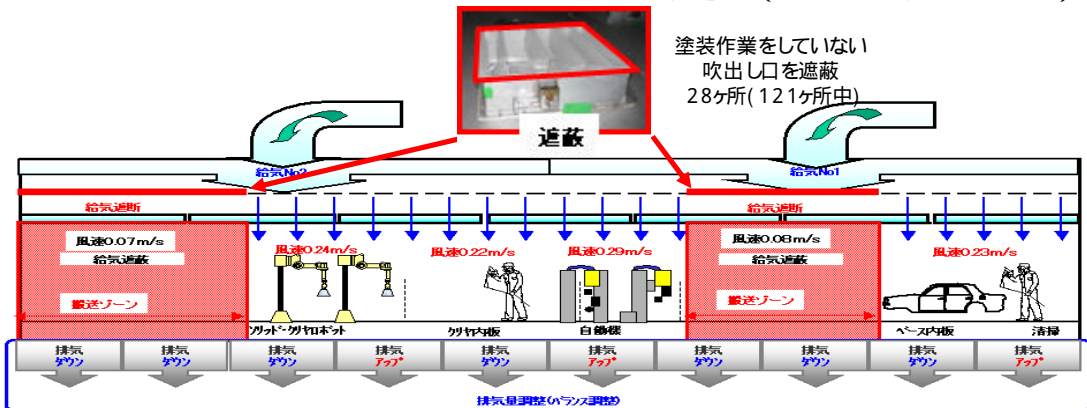 塗装作業をしていない
吹出し口を遮蔽
28ヶ所(121ヶ所中)
遮蔽
給気No2
給気No1
給気遮断
給気遮断
風速0.07m/s
給気遮蔽
搬送ゾーン
風速0.24m/s
風速0.22m/s
風速0.29m/s
風速0.08m/s
給気遮蔽
搬送ゾーン
風速0.23m/s
ソリッド・クリヤロボット
クリヤ内板
自動機
ベース内板
清掃
排気
ダウン
排気
ダウン
排気
ダウン
排気
アップ
排気
ダウン
排気
アップ
排気
ダウン
排気
ダウン
排気
ダウン
排気
アップ
排気量調整(バランス調整)